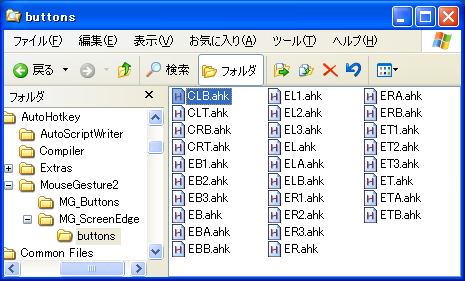 buttons
ファイル(F) 編集(E) 表示(V) お気に入り(A) ツール(T) ヘルプ(H)
戻る 検索 フォルダ
フォルダ
AutoHotkey
AutoScriptWriter
Compiler
Extras
MouseGesture2
MG_Buttons
MG_ScreenEdge
buttons
Common Files
CLB.ahk
CLT.ahk
CRB.ahk
CRT.ahk
EB1.ahk
EB2.ahk
EB3.ahk
EB.ahk
EBA.ahk
EBB.ahk
EL1.ahk
EL2.ahk
EL3.ahk
EL.ahk
ELA.ahk
ELB.ahk
ER1.ahk
ER2.ahk
ER3.ahk
ER.ahk
ERA.ahk
ERB.ahk
ET1.ahk
ET2.ahk
ET3.ahk
ET.ahk
ETA.ahk
ETB.ahk